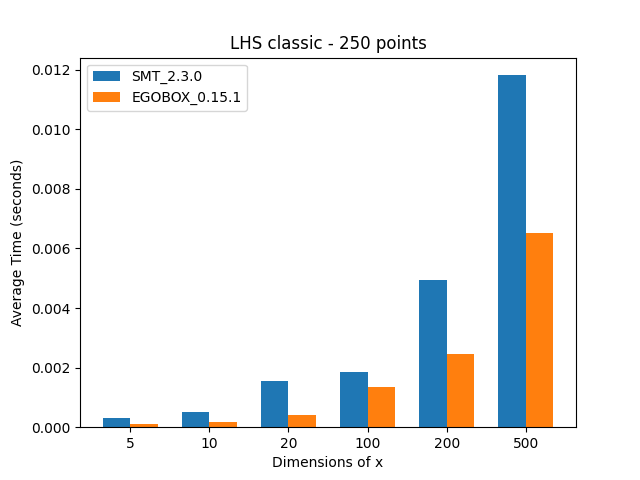 LHS classic - 250 points
SMT_2.3.0
EGOBOX_0.15.1
Average Time (seconds)
0.012
0.010
0.008
0.006
0.004
0.002
0.000
5 10 20 100 200 500
Dimensions of x